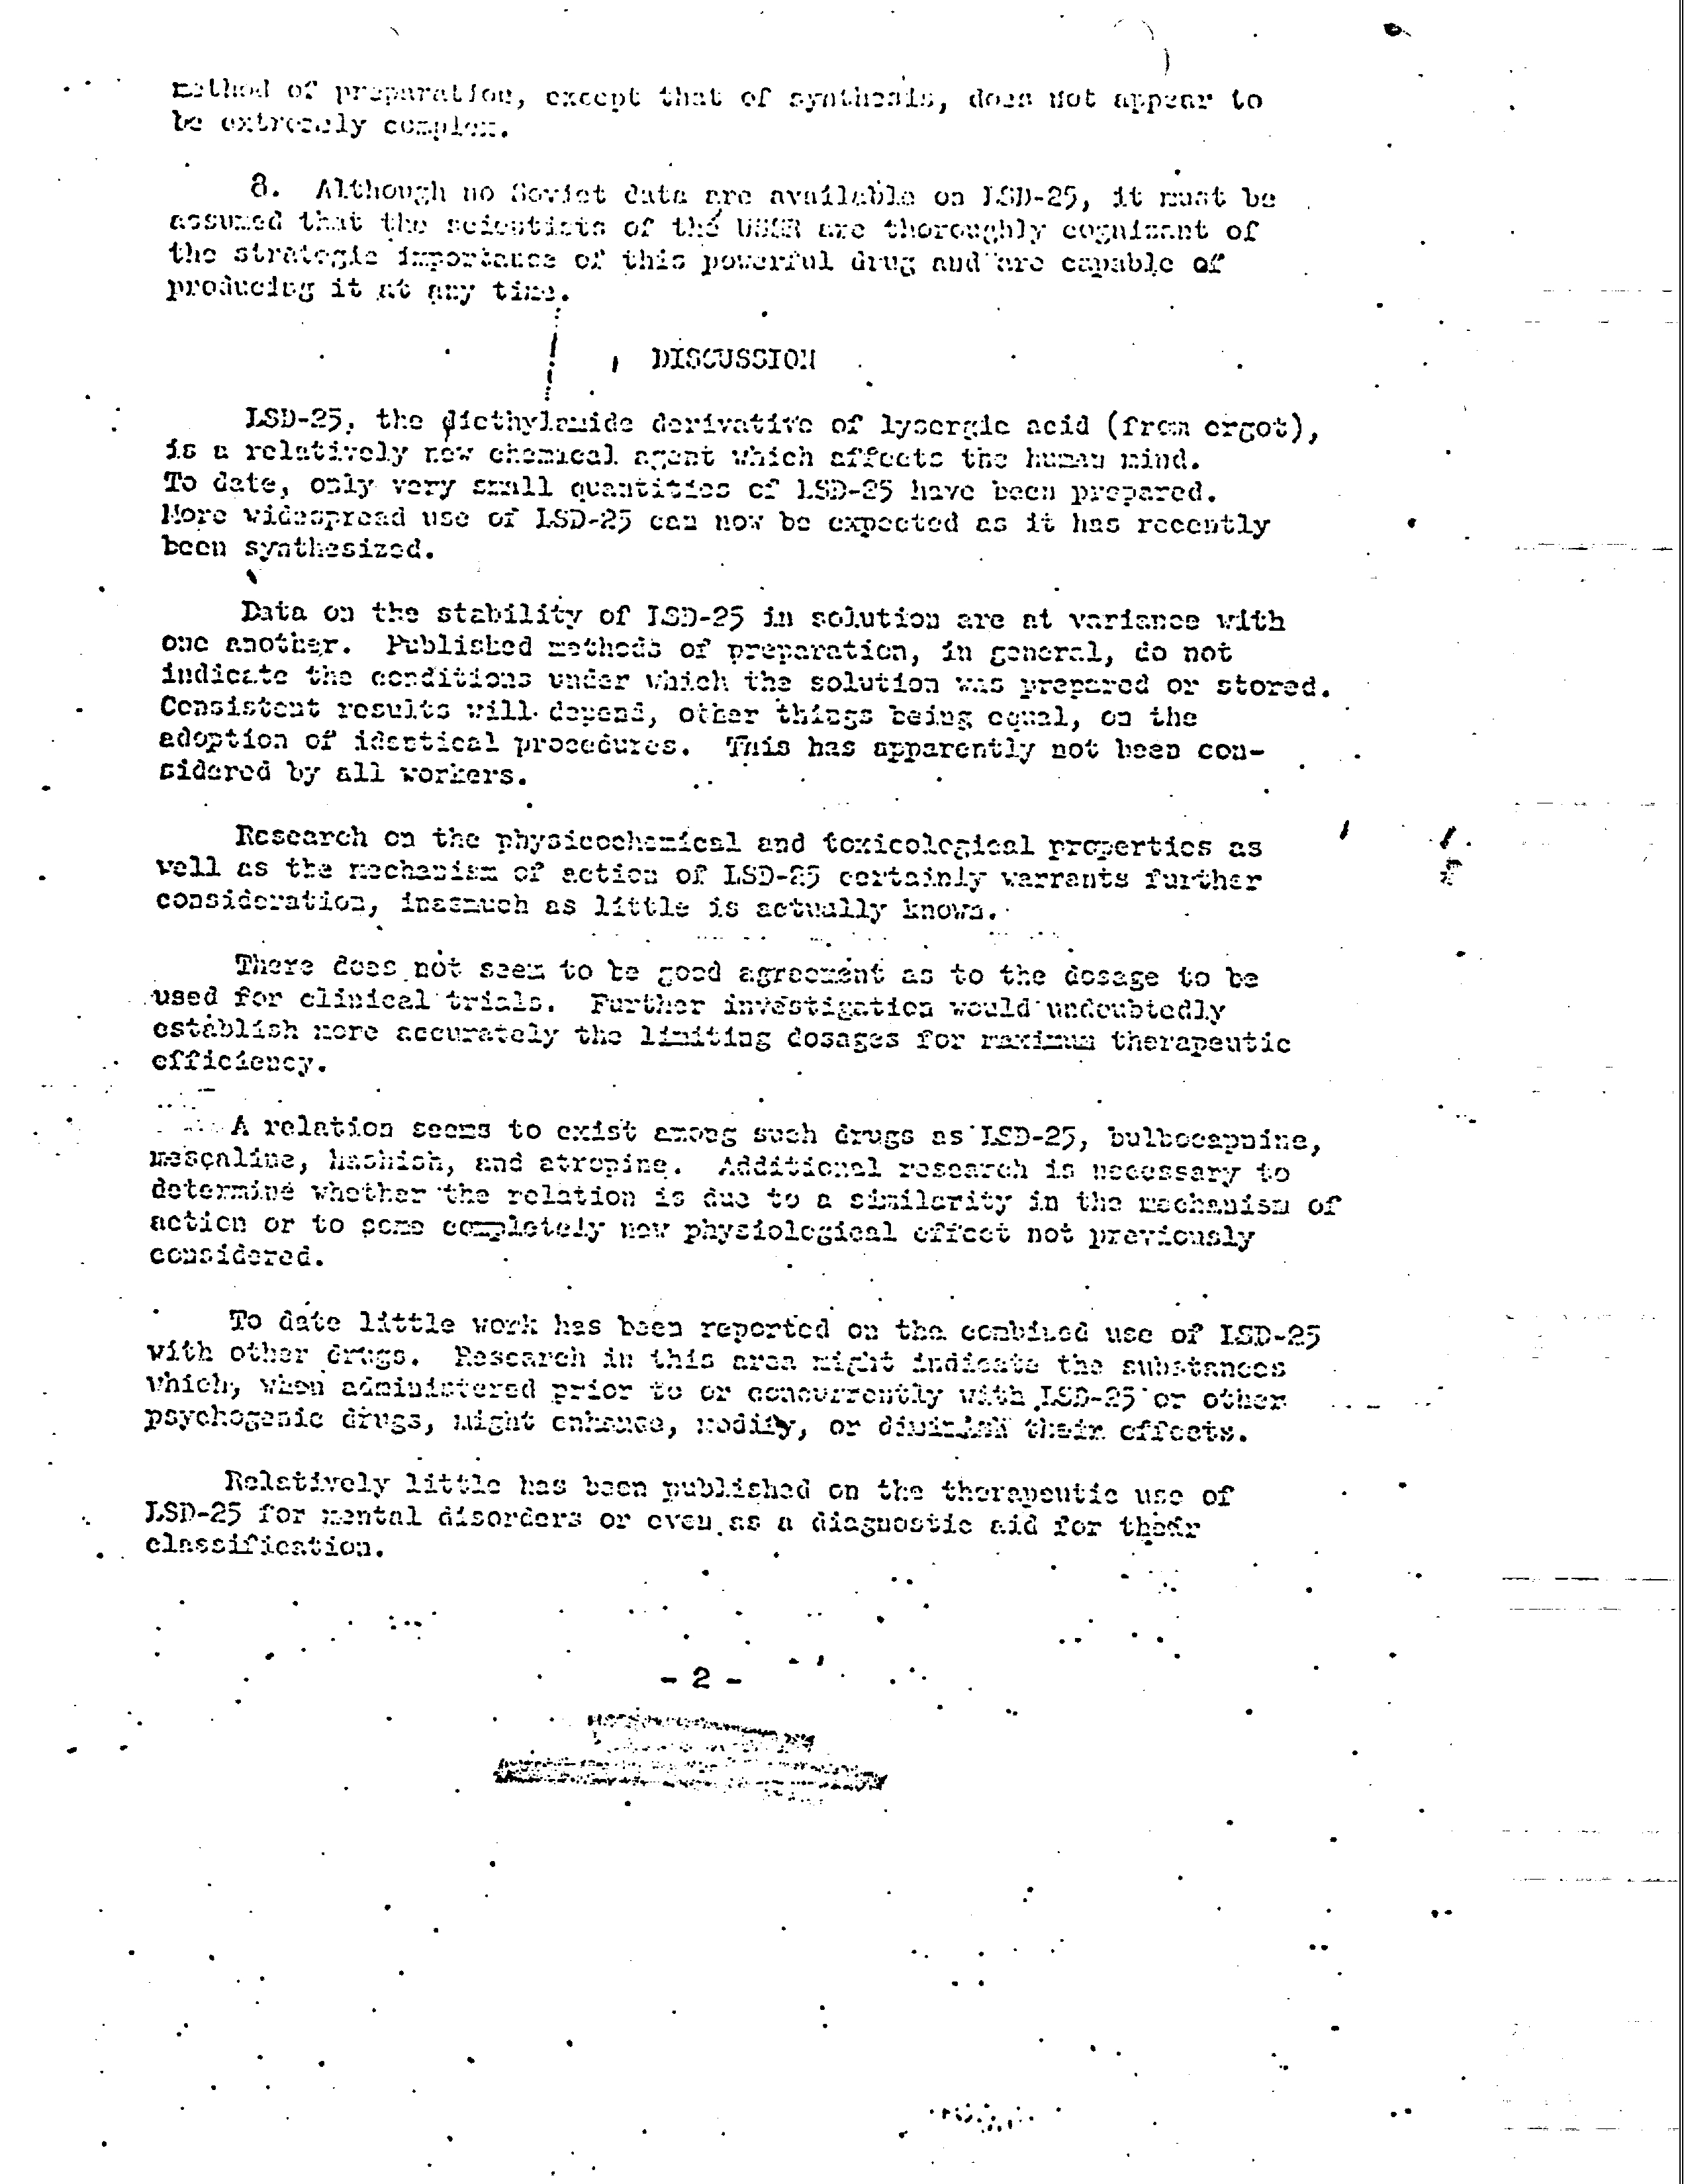 method of preparation, except that of synthesis, does not appear to
be extremely complex.
8. Although no Soviet data are available on LSD-25, it must be
assumed that the scientists of the USSR are thoroughly cognizant of
the strategic importance of this powerful drug and are capable of
producing it at any time.
DISCUSSION
LSD-25, the diethylamide derivative of lysergic acid (from ergot),
is a relatively new chemical agent which affects the human mind.
To date, only very small quantities of LSD-25 have been prepared.
More widespread use of LSD-25 can now be expected as it has recently
been synthesized.
Data on the stability of LSD-25 in solution are at variance with
one another. Published methods of preparation, in general, do not
indicate the conditions under which the solution was prepared or stored.
Consistent results will depend, other things being equal, on the
adoption of identical procedures. This has apparently not been con-
sidered by all workers.
Research on the physicochemical and toxicological properties as
well as the mechanism of action of LSD-25 certainly warrants further
consideration, inasmuch as little is actually known.
There does not seem to be good agreement as to the dosage to be
used for clinical trials. Further investigation would undoubtedly
establish more accurately the limiting dosages for maximum therapeutic
efficiency.
A relation seems to exist among such drugs as LSD-25, bulbocapnine,
mescaline, hashish, and atropine. Additional research is necessary to
determine whether the relation is due to a similarity in the mechanism of
action or to some completely new physiological effect not previously
considered.
To date little work has been reported on the combined use of LSD-25
with other drugs. Research in this area might indicate the substances
which, when administered prior to or concurrently with LSD-25 or other
psychogenic drugs, might enhance, modify, or diminish their effects.
Relatively little has been published on the therapeutic use of
LSD-25 for mental disorders or even as a diagnostic aid for their
classification.
- 2 -